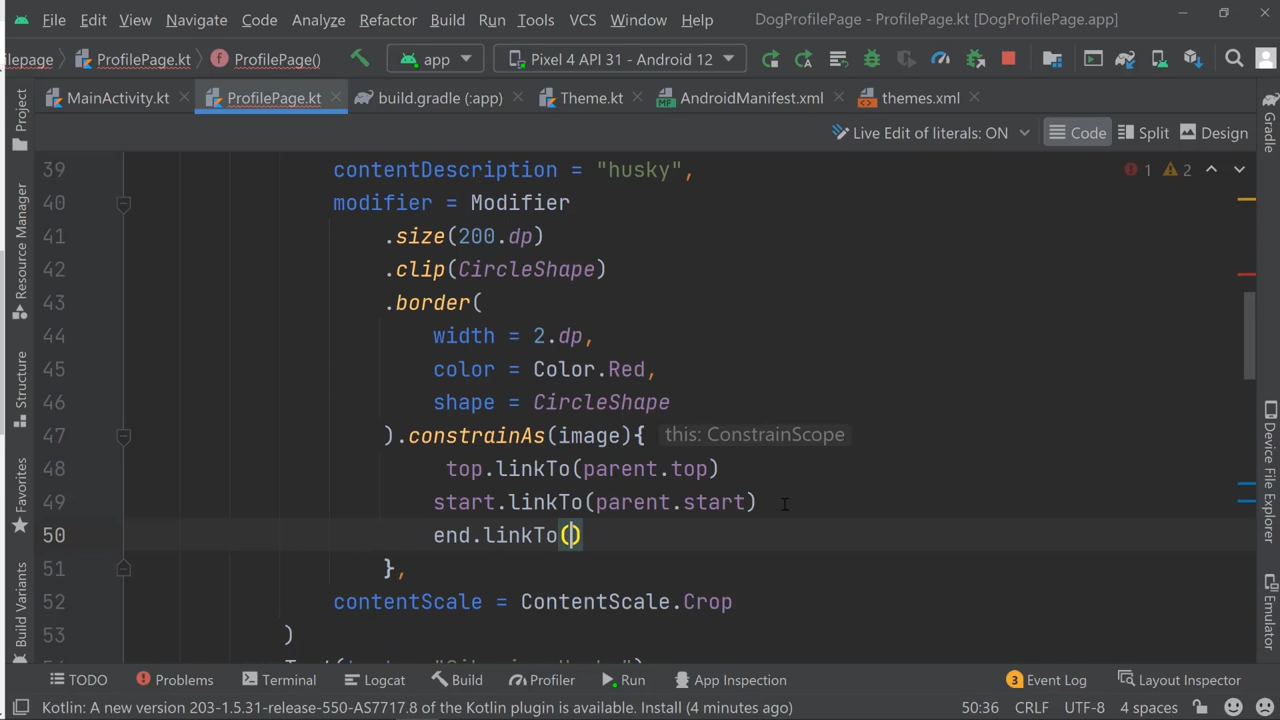 File Edit View Navigate Code Analyze Refactor Build Run Tools VCS Window Help DogProfilePage - ProfilePage.kt [DogProfilePage.app]
ilepage ProfilePage.kt ProfilePage() app Pixel 4 API 31 - Android 12
MainActivity.kt ProfilePage.kt build.gradle (:app) Theme.kt AndroidManifest.xml themes.xml
Live Edit of literals: ON Code Split Design
39 contentDescription = "husky", 1 2
40 modifier = Modifier
41 .size(200.dp)
42 .clip(CircleShape)
43 .border(
44 width = 2.dp,
45 color = Color.Red,
46 shape = CircleShape
47 ).constrainAs(image){ this: ConstrainScope
48 top.linkTo(parent.top)
49 start.linkTo(parent.start)
50 end.linkTo()
51 },
52 contentScale = ContentScale.Crop
53 )
Project
Resource Manager
Structure
Favorites
Build Variants
Gradle
Device File Explorer
Emulator
TODO Problems Terminal Logcat Build Profiler Run App Inspection 3 Event Log Layout Inspector
Kotlin: A new version 203-1.5.31-release-550-AS7717.8 of the Kotlin plugin is available. Install (4 minutes ago) 50:36 CRLF UTF-8 4 spaces